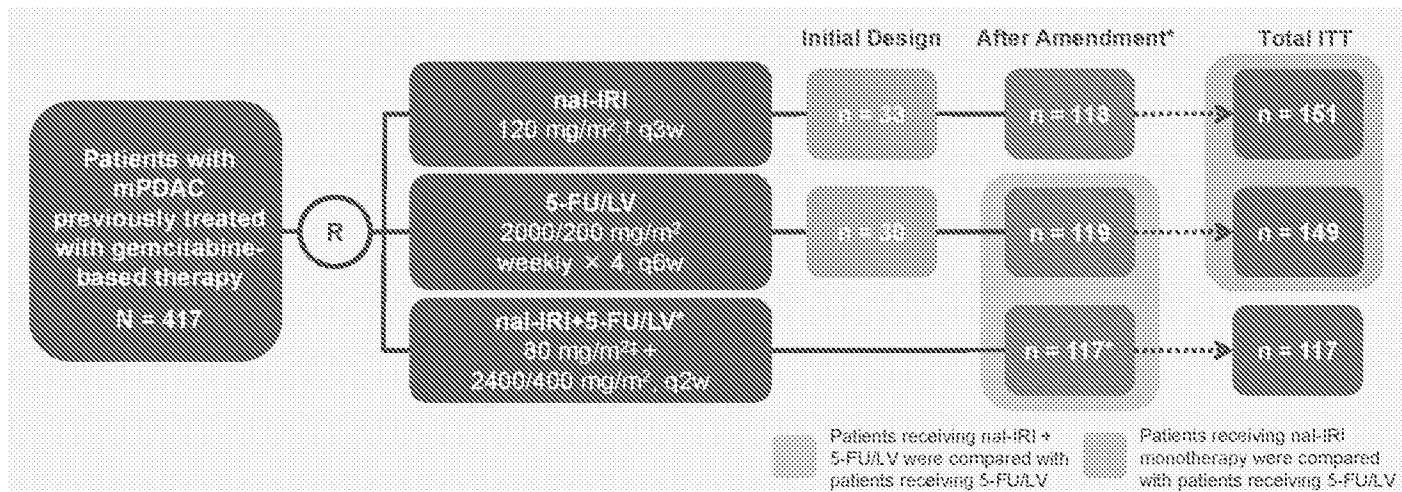 Initial Design
After Amendment*
Total ITT
Patients with
mPDAC
previously treated
with gemcitabine-
based therapy
N = 417
R
nal-IRI
120 mg/m², † q3w
n = 33
n = 118
n = 151
5-FU/LV
2000/200 mg/m²
weekly × 4, q6w
n = 30
n = 119
n = 149
nal-IRI+5-FU/LV*
80 mg/m²‡ +
2400/400 mg/m², q2w
n = 117*
n = 117
Patients receiving nal-IRI +
5-FU/LV were compared with
patients receiving 5-FU/LV
Patients receiving nal-IRI
monotherapy were compared
with patients receiving 5-FU/LV